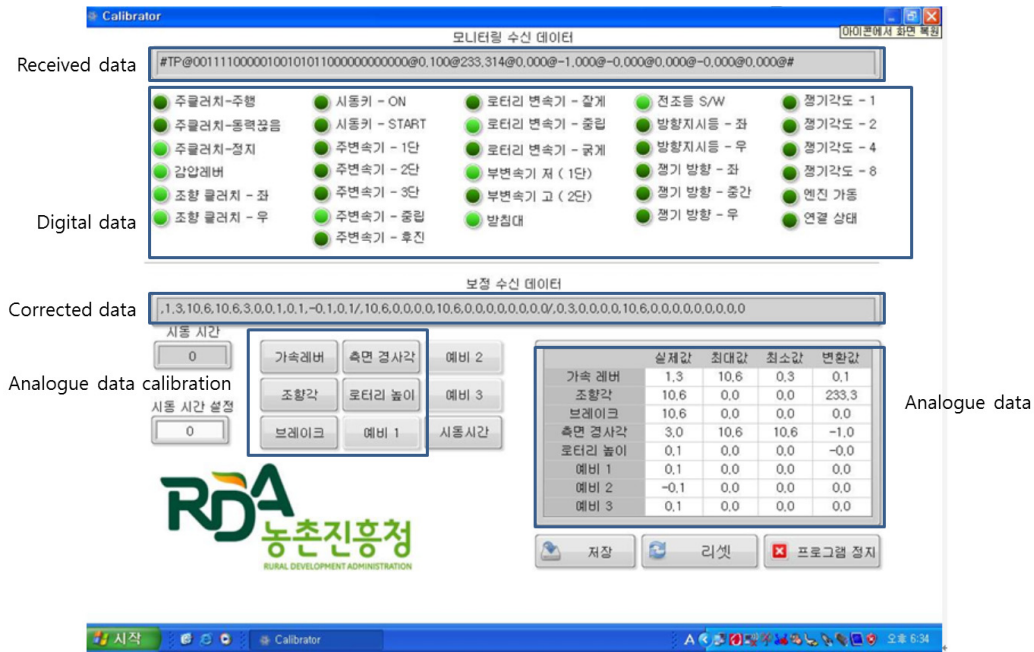 Calibrator
아이콘에서 화면 복원
모니터링 수신 데이터
Received data
#TP@00111100000100101011000000000000@0,100@233,314@0,000@-1,000@-0,000@0,000@-0,000@0,000@#
주클러치-주행
시동키 - ON
로터리 변속기 - 잘게
전조등 S/W
쟁기각도 - 1
주클러치-동력끊음
시동키 - START
로터리 변속기 - 중립
방향지시등 - 좌
쟁기각도 - 2
주클러치-정지
주변속기 - 1단
로터리 변속기 - 굵게
방향지시등 - 우
쟁기각도 - 4
감압레버
주변속기 - 2단
부변속기 저 ( 1단)
쟁기 방향 - 좌
쟁기각도 - 8
조향 클러치 - 좌
주변속기 - 3단
부변속기 고 ( 2단)
쟁기 방향 - 중간
엔진 가동
조향 클러치 - 우
주변속기 - 중립
받침대
쟁기 방향 - 우
연결 상태
주변속기 - 후진
Digital data
보정 수신 데이터
Corrected data
,1,3,10,6,10,6,3,0,0,1,0,1,-0,1,0,1/,10,6,0,0,0,0,10,6,0,0,0,0,0,0,0,0/,0,3,0,0,0,0,10,6,0,0,0,0,0,0,0,0,0
시동 시간
0
가속레버
측면 경사각
예비 2
Analogue data calibration
조향각
로터리 높이
예비 3
시동 시간 설정
0
브레이크
예비 1
시동시간
실제값 최대값 최소값 변환값
가속 레버 1,3 10,6 0,3 0,1
조향각 10,6 0,0 0,0 233,3
브레이크 10,6 0,0 0,0 0,0
측면 경사각 3,0 10,6 10,6 -1,0
로터리 높이 0,1 0,0 0,0 -0,0
예비 1 0,1 0,0 0,0 0,0
예비 2 -0,1 0,0 0,0 0,0
예비 3 0,1 0,0 0,0 0,0
Analogue data
RDA
농촌진흥청
RURAL DEVELOPMENT ADMINISTRATION
저장
리셋
프로그램 정지
시작
Calibrator
A
오후 6:34